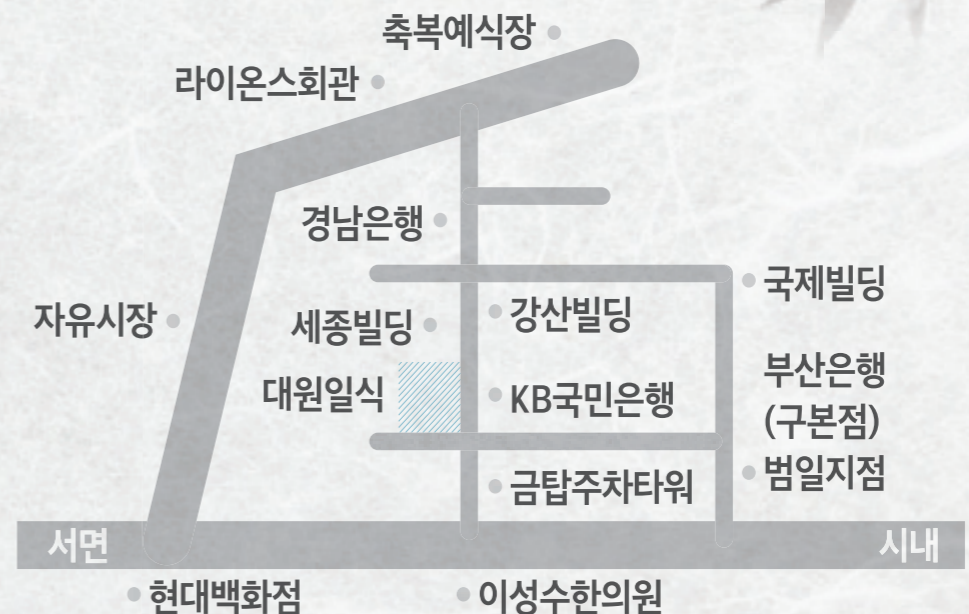 축복예식장
라이온스회관
경남은행
국제빌딩
자유시장
세종빌딩
강산빌딩
대원일식
KB국민은행
부산은행
(구본점)
범일지점
금탑주차타워
서면
시내
현대백화점
이성수한의원